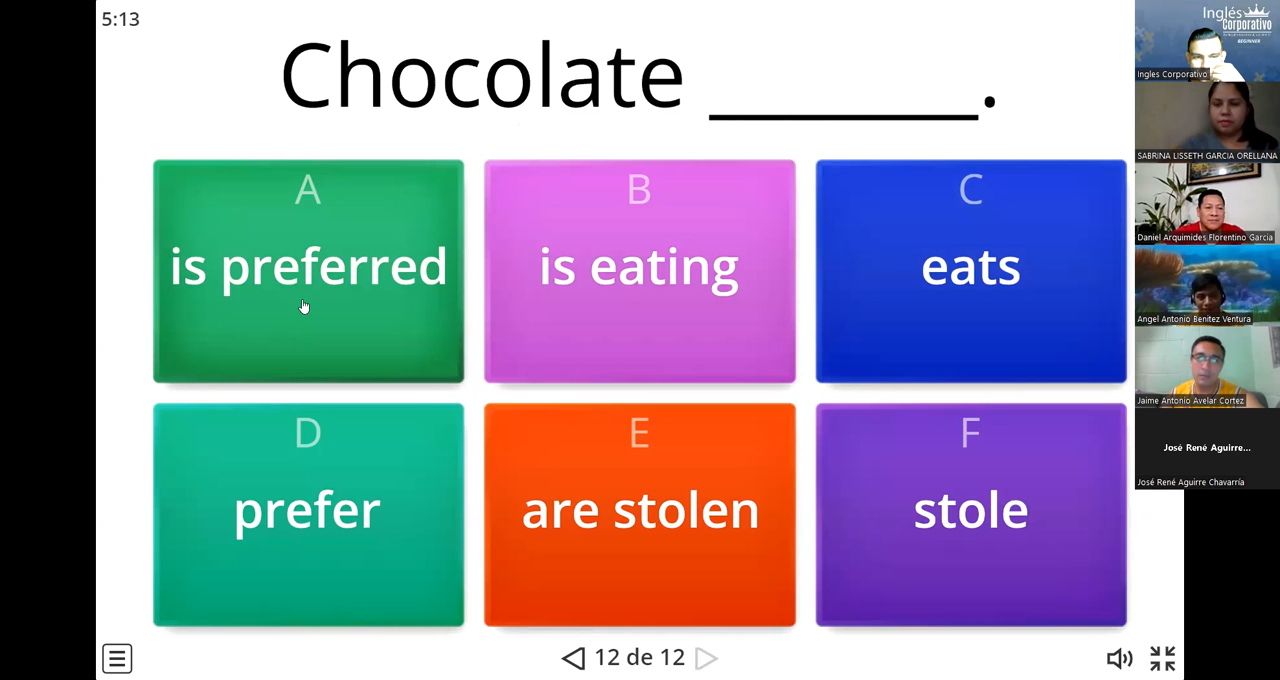 5:13
Chocolate ________.
A
is preferred
B
is eating
C
eats
D
prefer
E
are stolen
F
stole
12 de 12
Inglés
Corporativo
BEGINNER
Ingles Corporativo
SABRINA LISSETH GARCIA ORELLANA
Daniel Arquimides Florentino Garcia
Angel Antonio Benitez Ventura
Jaime Antonio Avelar Cortez
José René Aguirre...
José René Aguirre Chavarría